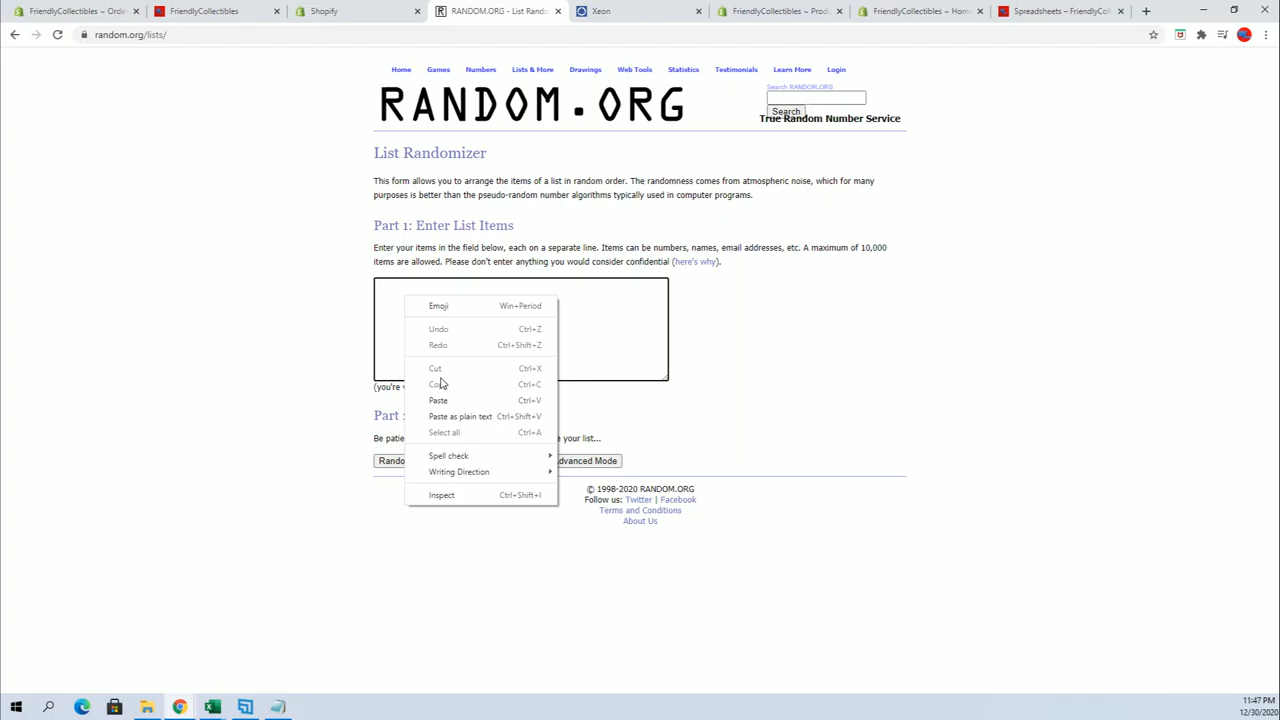 FriendlyCollectibles ~ Orde
FriendlyCollectibles
Shopify
RANDOM.ORG - List Rando
Xeon
FriendlyCollectibles ~ Prod
FriendlyCollectibles ~ Hom
Spreadsheets – FriendlyCol
random.org/lists/
Home Games Numbers Lists & More Drawings Web Tools Statistics Testimonials Learn More Login
RANDOM.ORG
Search RANDOM.ORG
Search
True Random Number Service
List Randomizer
This form allows you to arrange the items of a list in random order. The randomness comes from atmospheric noise, which for many
purposes is better than the pseudo-random number algorithms typically used in computer programs.
Part 1: Enter List Items
Enter your items in the field below, each on a separate line. Items can be numbers, names, email addresses, etc. A maximum of 10,000
items are allowed. Please don't enter anything you would consider confidential (here's why).
Emoji Win+Period
Undo Ctrl+Z
Redo Ctrl+Shift+Z
Cut Ctrl+X
Ctrl+C
(you're
Paste Ctrl+V
Part
Paste as plain text Ctrl+Shift+V
Select all Ctrl+A
Be patie
e your list...
Spell check
Rando
dvanced Mode
Writing Direction
Inspect Ctrl+Shift+I
© 1998-2020 RANDOM.ORG
Follow us: Twitter | Facebook
Terms and Conditions
About Us
11:47 PM
12/30/2020